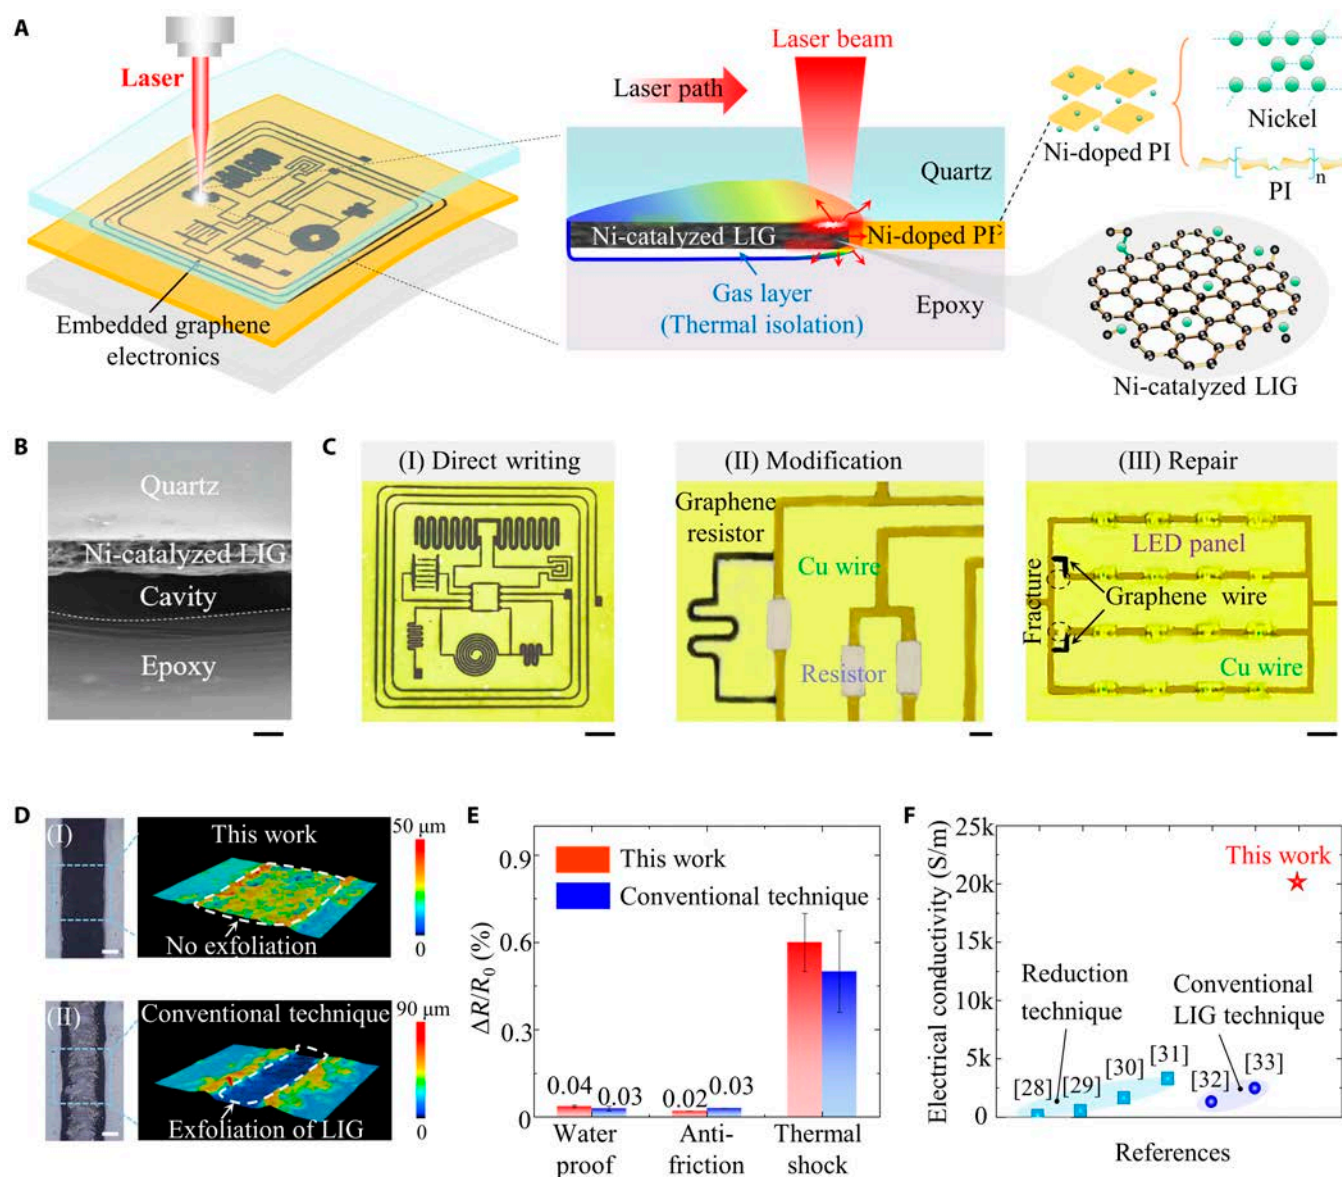 A
Laser
Embedded graphene
electronics
Laser path
Laser beam
Quartz
Ni-catalyzed LIG
Ni-doped PI
Gas layer
(Thermal isolation)
Epoxy
Ni-doped PI
Nickel
n
PI
Ni-catalyzed LIG
B
Quartz
Ni-catalyzed LIG
Cavity
Epoxy
C
(I) Direct writing
(II) Modification
Graphene
resistor
Cu wire
Resistor
(III) Repair
LED panel
Fracture
Graphene wire
Cu wire
D
(I)
This work
No exfoliation
50 μm
0
(II)
Conventional technique
Exfoliation of LIG
90 μm
0
E
ΔR/R0 (%)
0.9
0.6
0.3
0.0
This work
Conventional technique
0.04
0.03
0.02
0.03
Water
proof
Anti-
friction
Thermal
shock
F
Electrical conductivity (S/m)
25k
20k
15k
10k
5k
0
This work
Reduction
technique
Conventional
LIG technique
[28]
[29]
[30]
[31]
[32]
[33]
References